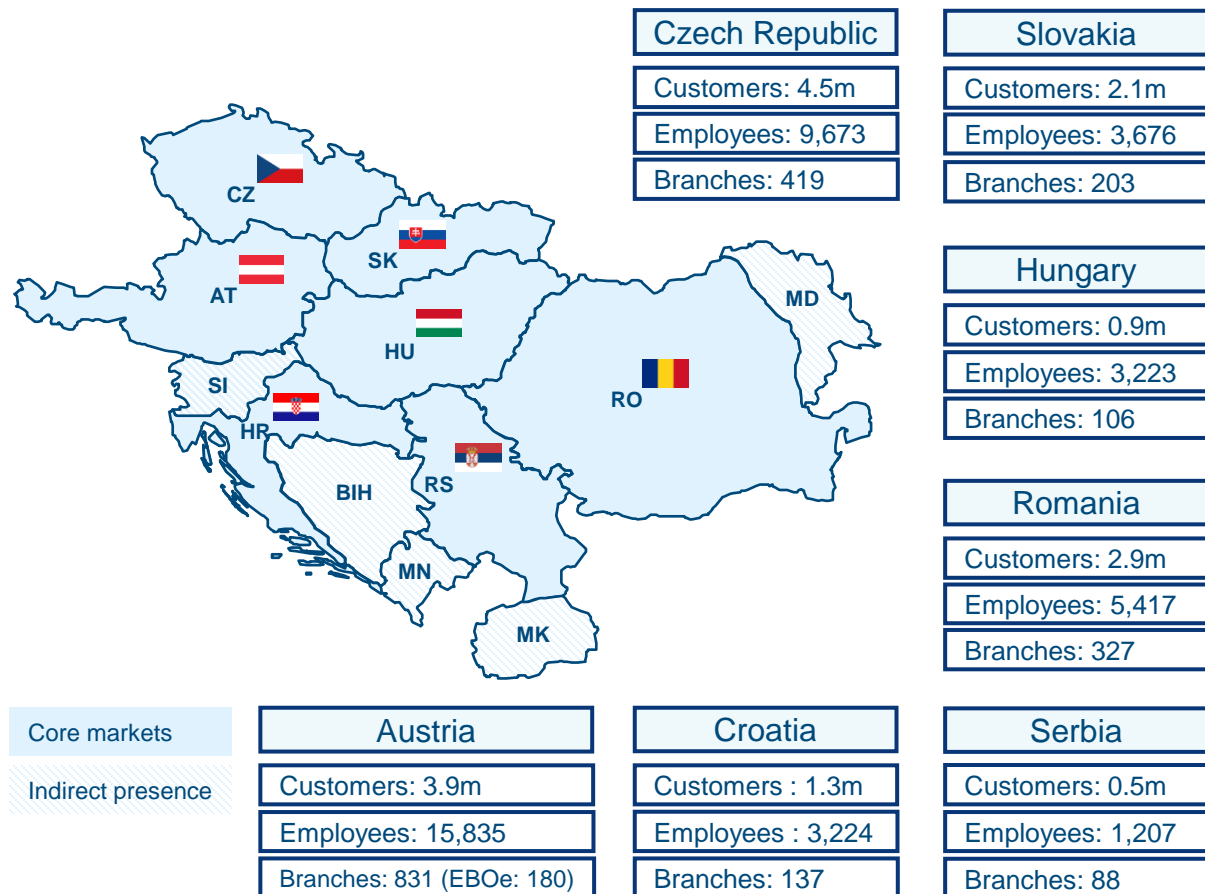 Czech Republic
Customers: 4.5m
Employees: 9,673
Branches: 419
Slovakia
Customers: 2.1m
Employees: 3,676
Branches: 203
CZ
SK
AT
HU
SI
HR
RO
MD
BIH
RS
MN
MK
Hungary
Customers: 0.9m
Employees: 3,223
Branches: 106
Romania
Customers: 2.9m
Employees: 5,417
Branches: 327
Core markets
Indirect presence
Austria
Customers: 3.9m
Employees: 15,835
Branches: 831 (EBOe: 180)
Croatia
Customers : 1.3m
Employees : 3,224
Branches: 137
Serbia
Customers: 0.5m
Employees: 1,207
Branches: 88